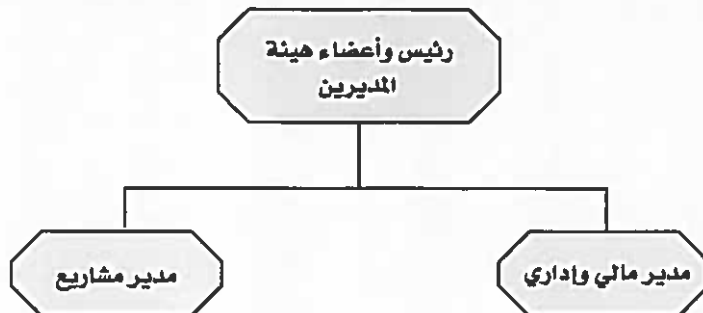 رئيس وأعضاء هيئة
المديرين
مدير مالي وإداري
مدير مشاريع